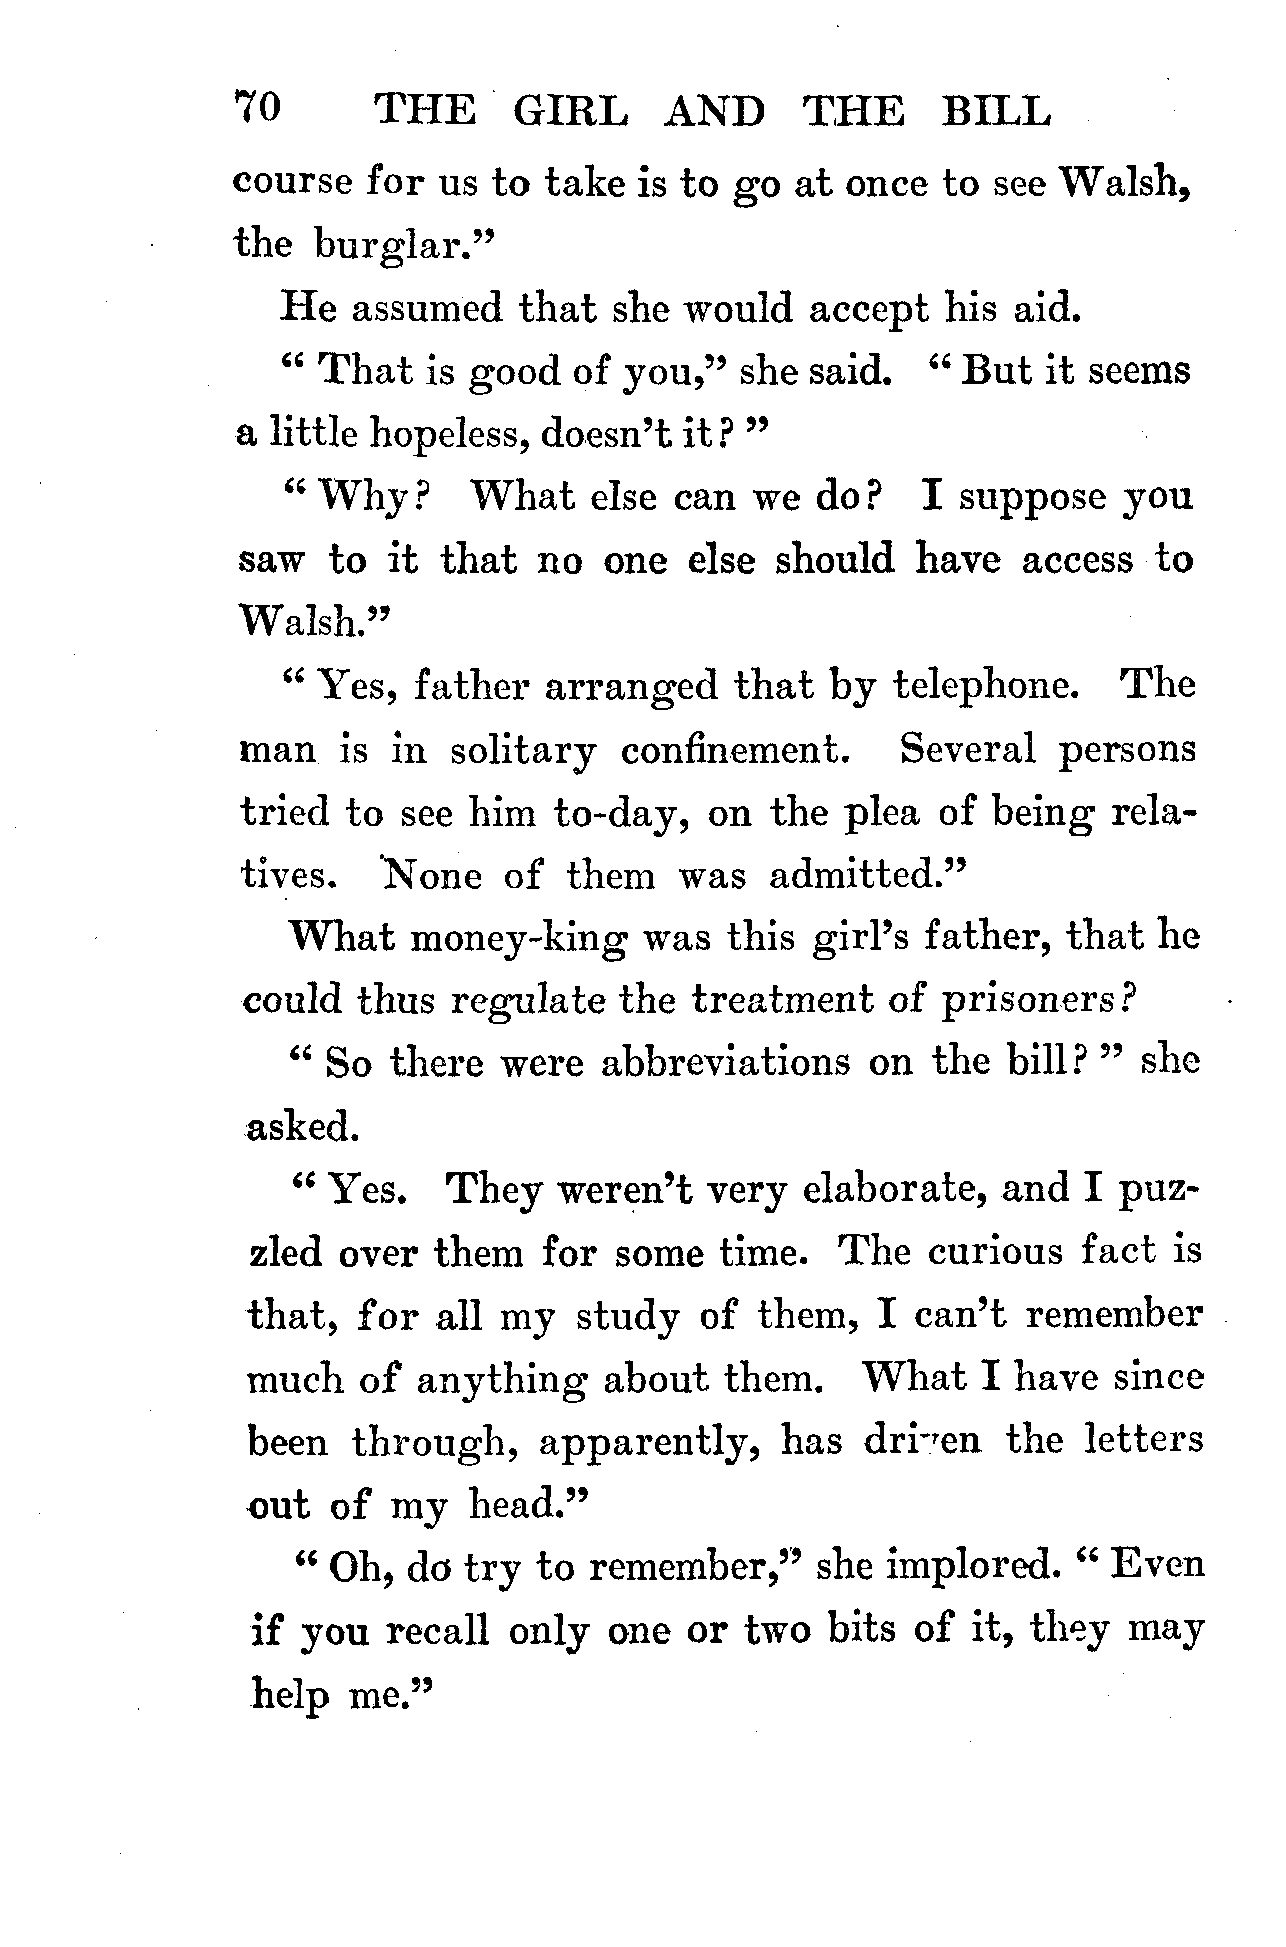 70 THE GIRL AND THE BILL
course for us to take is to go at once to see Walsh,
the burglar.”
He assumed that she would accept his aid.
“ That is good of you,” she said. “ But it seems
a little hopeless, doesn’t it? ”
“ Why? What else can we do? I suppose you
saw to it that no one else should have access to
Walsh.”
“ Yes, father arranged that by telephone. The
man is in solitary confinement. Several persons
tried to see him to-day, on the plea of being rela-
tives. None of them was admitted.”
What money-king was this girl’s father, that he
could thus regulate the treatment of prisoners?
“ So there were abbreviations on the bill? ” she
asked.
“ Yes. They weren’t very elaborate, and I puz-
zled over them for some time. The curious fact is
that, for all my study of them, I can’t remember
much of anything about them. What I have since
been through, apparently, has driven the letters
out of my head.”
“ Oh, do try to remember,” she implored. “ Even
if you recall only one or two bits of it, they may
help me.”